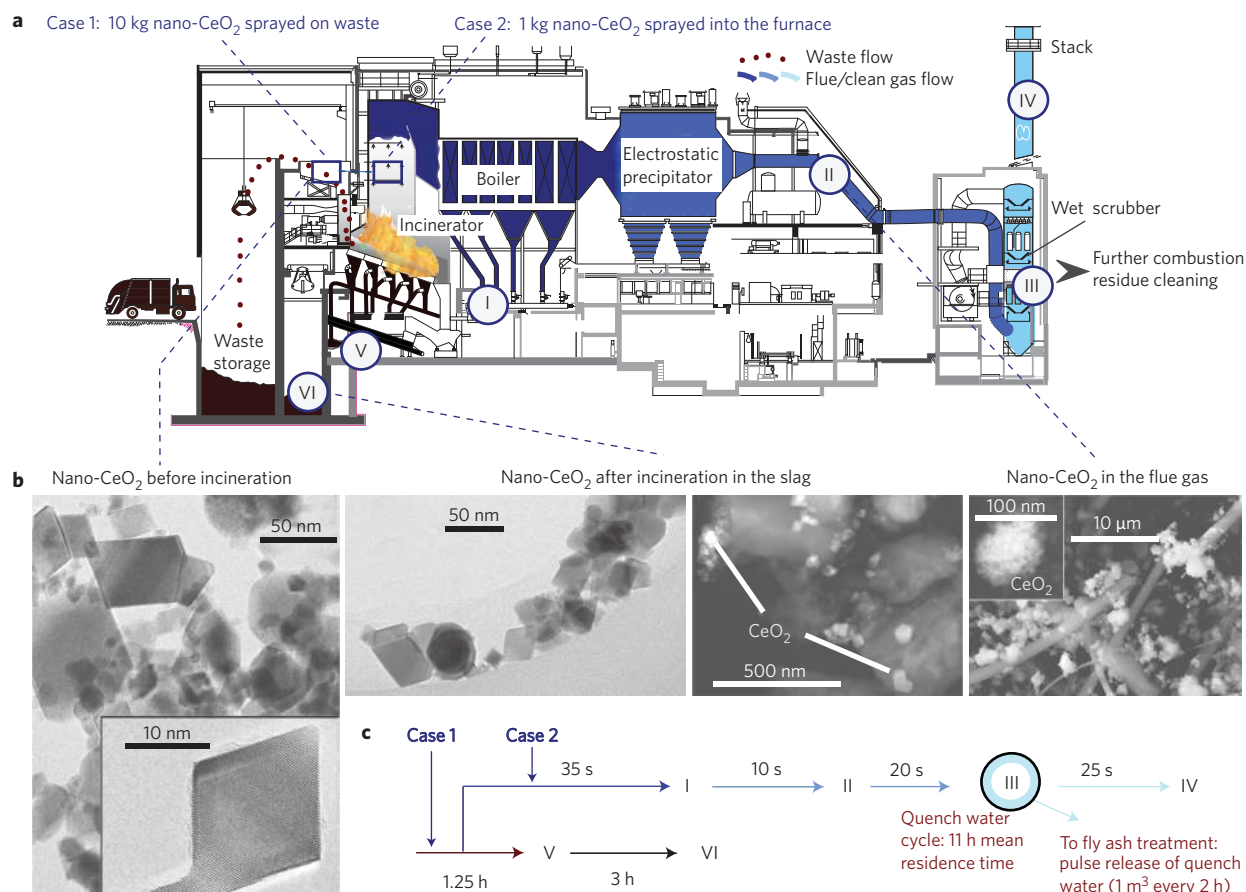 a
Case 1: 10 kg nano-CeO₂ sprayed on waste
Case 2: 1 kg nano-CeO₂ sprayed into the furnace
Waste flow
Flue/clean gas flow
Stack
IV
Electrostatic
precipitator
II
Boiler
Incinerator
Wet scrubber
Further combustion
residue cleaning
III
I
Waste
storage
V
VI
b
Nano-CeO₂ before incineration
Nano-CeO₂ after incineration in the slag
Nano-CeO₂ in the flue gas
50 nm
10 nm
50 nm
CeO₂
500 nm
100 nm
CeO₂
10 μm
c
Case 1
Case 2
35 s
I
10 s
II
20 s
III
25 s
IV
Quench water
cycle: 11 h mean
residence time
To fly ash treatment:
pulse release of quench
water (1 m³ every 2 h)
V
VI
1.25 h
3 h